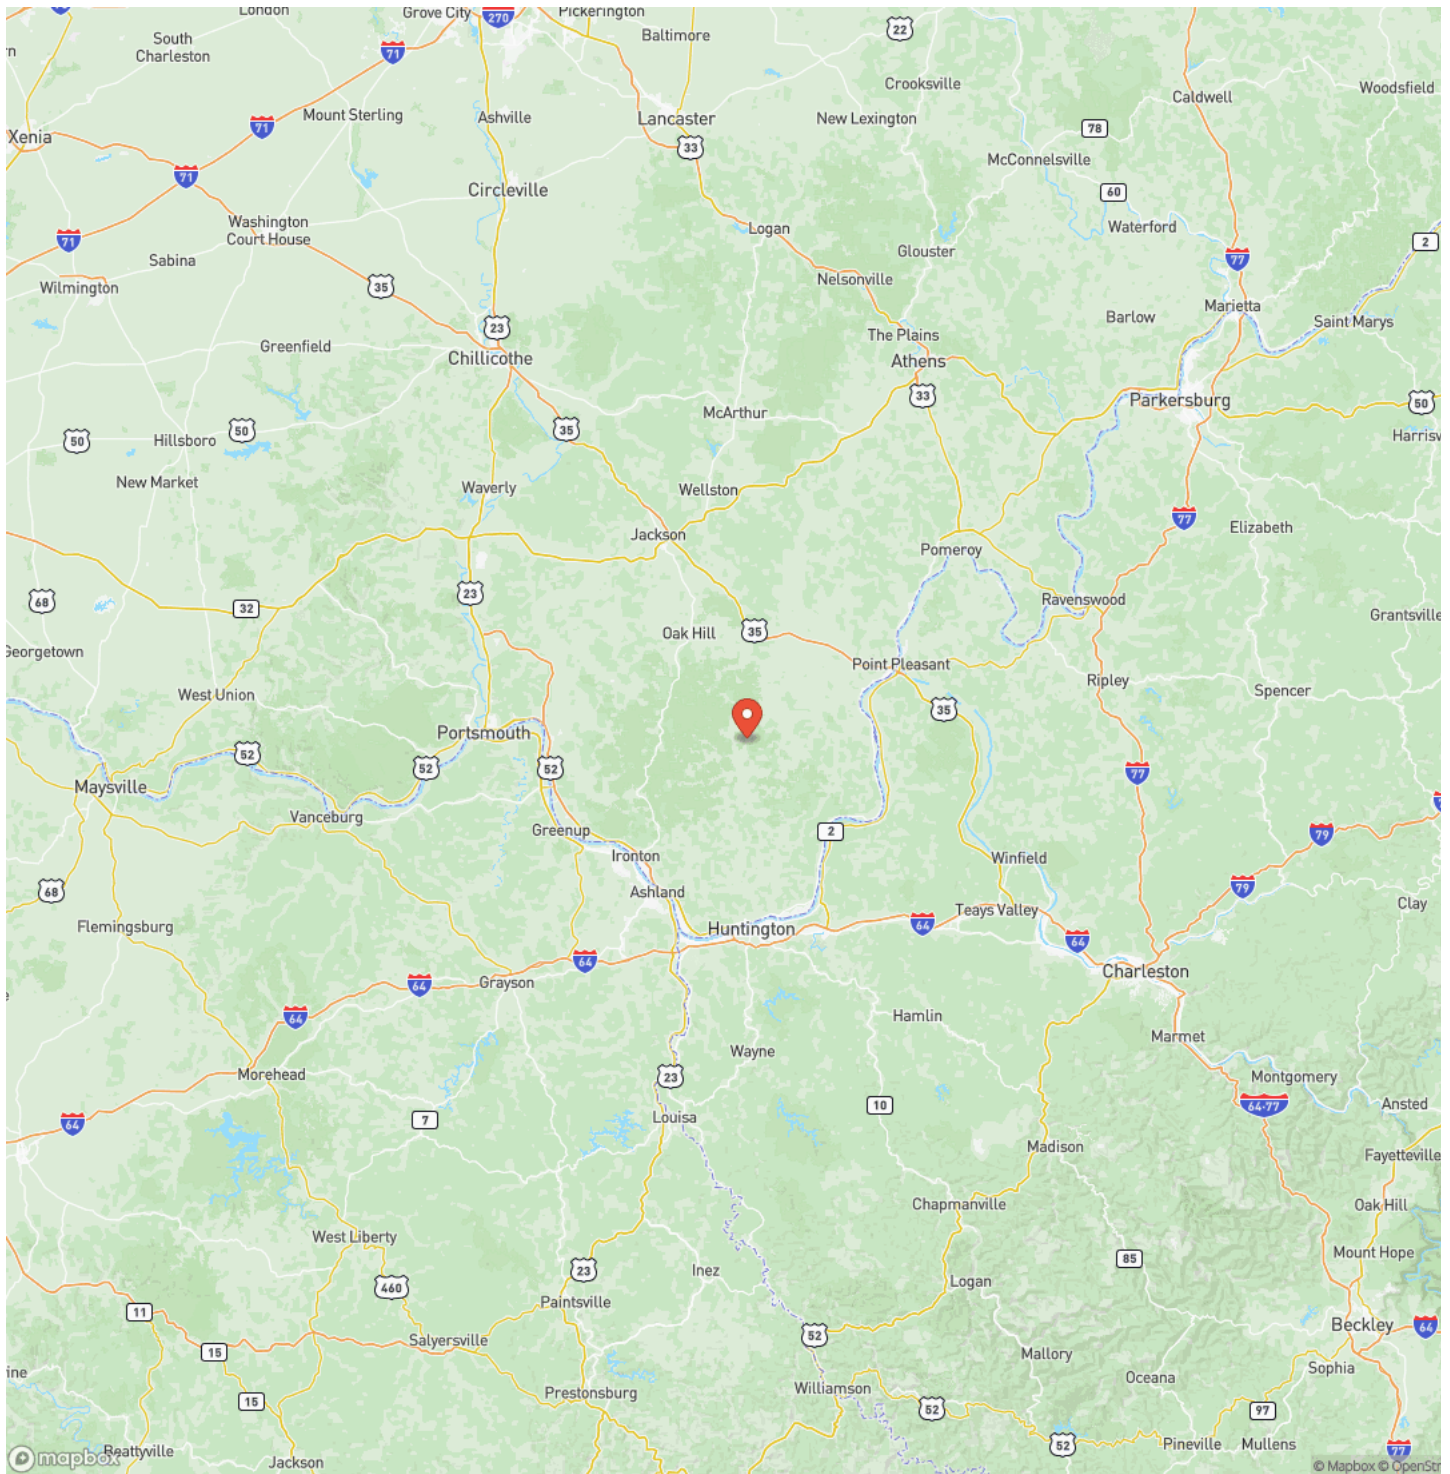 London
Grove City
270
Pickerington
South
Charleston
71
Baltimore
22
Crooksville
Woodsfield
Caldwell
Mount Sterling
Ashville
Lancaster
New Lexington
71
78
Xenia
33
McConnelsville
71
Circleville
60
Washington
Court House
Logan
Waterford
71
Glouster
2
Sabina
77
Wilmington
35
Nelsonville
Marietta
Barlow
Saint Marys
23
The Plains
Greenfield
Chillicothe
Athens
33
Parkersburg
50
McArthur
50
50
35
Hillsboro
New Market
Waverly
Wellston
77
Elizabeth
Jackson
Pomeroy
68
23
32
Ravenswood
Grantsville
Oak Hill
35
Georgetown
Point Pleasant
West Union
Ripley
Spencer
35
Portsmouth
52
52
52
77
Maysville
Vanceburg
Greenup
2
79
Ironton
Winfield
68
Ashland
79
Clay
Teays Valley
Flemingsburg
Huntington
64
64
64
Charleston
64
Grayson
64
Hamlin
Marmet
Wayne
Morehead
23
Montgomery
64-77
Ansted
64
7
Louisa
10
Madison
Fayetteville
Chapmanville
Oak Hill
West Liberty
Mount Hope
85
23
Inez
Logan
460
Paintsville
11
Beckley
64
52
Salyersville
15
Mallory
Sophia
Oceana
Prestonsburg
Williamson
15
52
97
52
Pineville
Mullens
77
Beattyville
mapbox
Jackson
© Mapbox © OpenStr